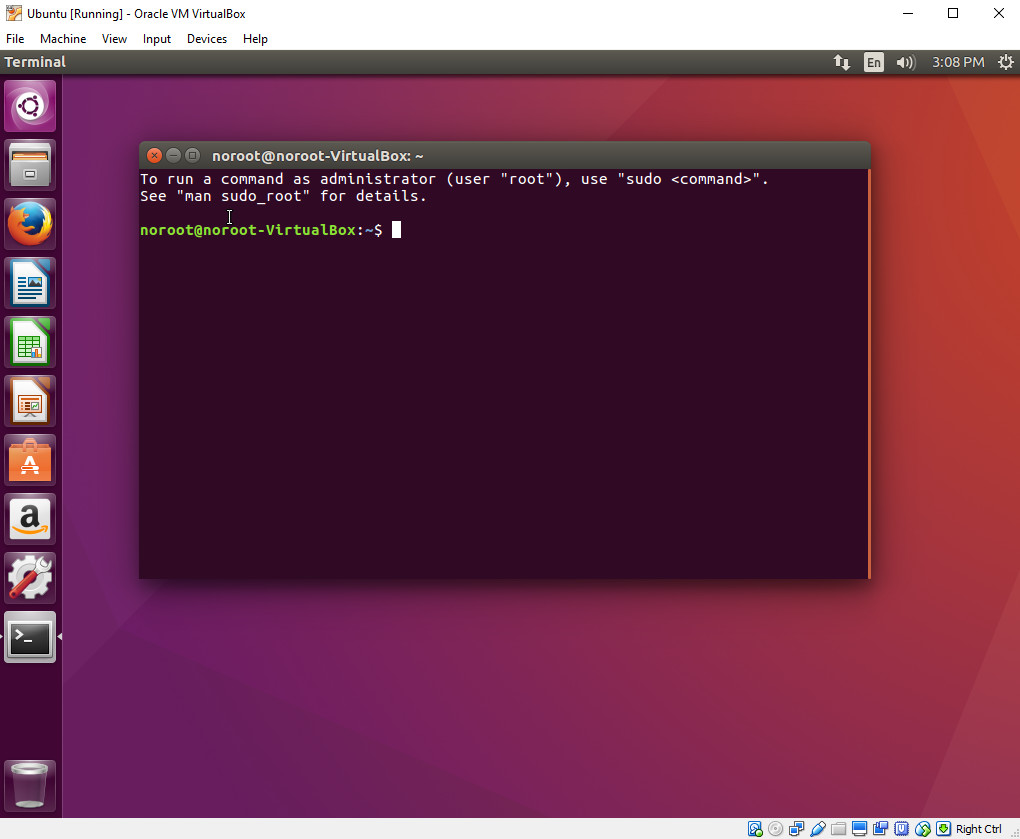 Ubuntu [Running] - Oracle VM VirtualBox
File Machine View Input Devices Help
Terminal
En
3:08 PM
noroot@noroot-VirtualBox: ~
To run a command as administrator (user "root"), use "sudo <command>".
See "man sudo_root" for details.
noroot@noroot-VirtualBox:~$
A
a
>_
Right Ctrl